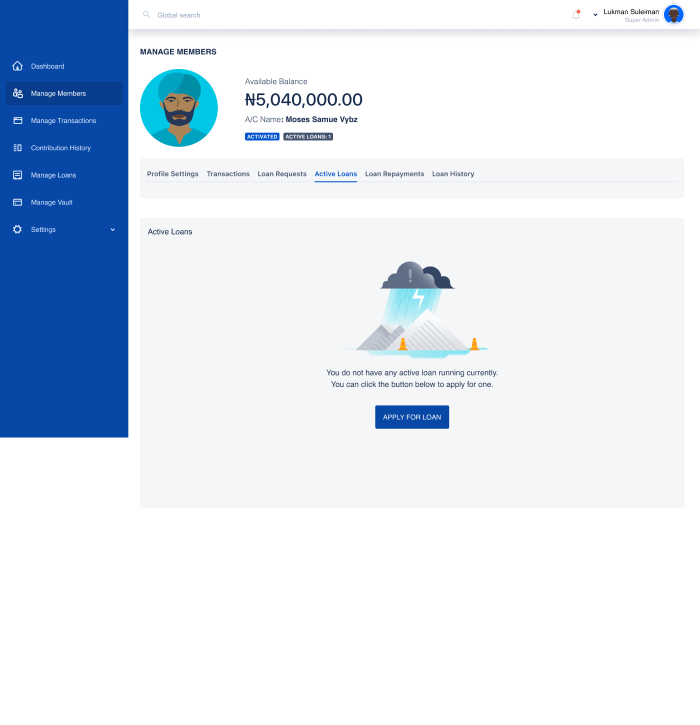 Global search
Lukman Suleiman
Super Admin
Dashboard
Manage Members
Manage Transactions
Contribution History
Manage Loans
Manage Vault
Settings
MANAGE MEMBERS
Available Balance
₦5,040,000.00
A/C Name: Moses Samue Vybz
ACTIVATED ACTIVE LOANS: 1
Profile Settings Transactions Loan Requests Active Loans Loan Repayments Loan History
Active Loans
You do not have any active loan running currently.
You can click the button below to apply for one.
APPLY FOR LOAN